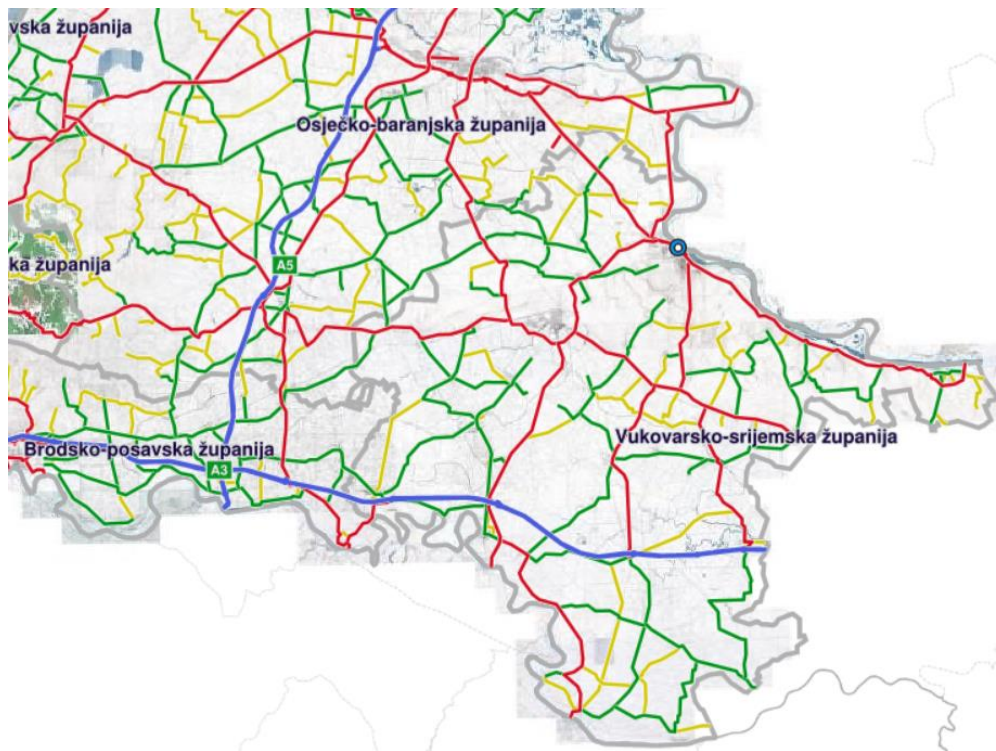 vska županija
Osječko-baranjska županija
ka županija
A5
Vukovarsko-srijemska županija
Brodsko-posavska županija
A3